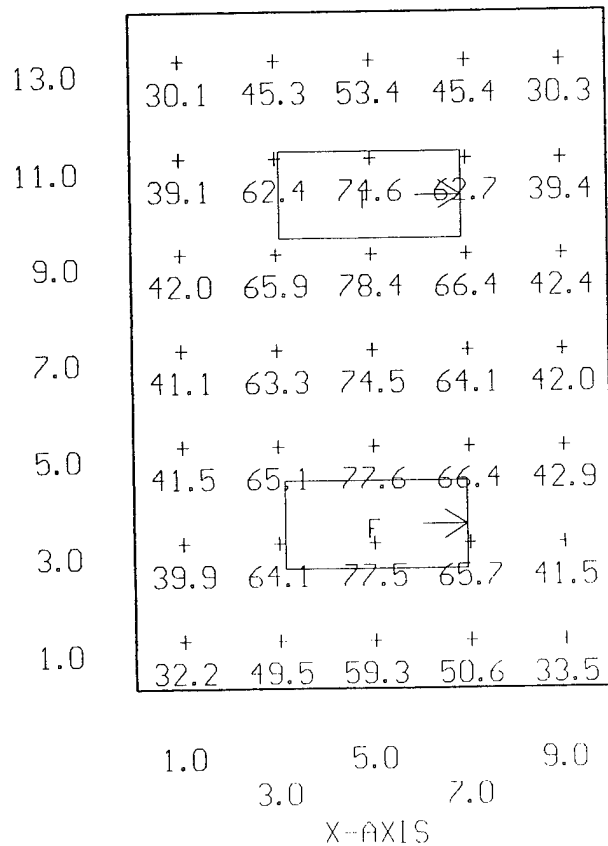 13.0 30.1 45.3 53.4 45.4 30.3
11.0 39.1 62.4 74.6 62.7 39.4
9.0 42.0 65.9 78.4 66.4 42.4
7.0 41.1 63.3 74.5 64.1 42.0
5.0 41.5 65.1 77.6 66.4 42.9
F
3.0 39.9 64.1 77.5 65.7 41.5
1.0 32.2 49.5 59.3 50.6 33.5
1.0 5.0 9.0
3.0 7.0
X-AXIS